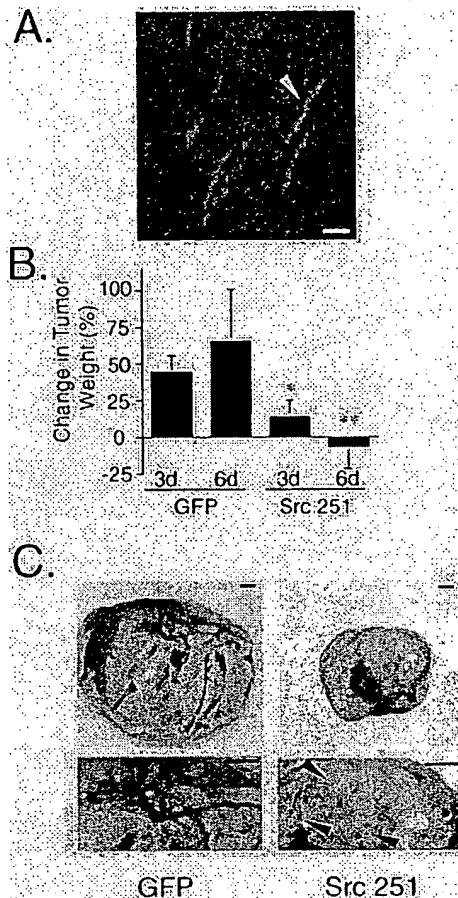 A.
B.
Change in Tumor
Weight (%)
100
75
50
25
0
-25
*
**
3d 6d 3d 6d
GFP Src 251
C.
GFP Src 251